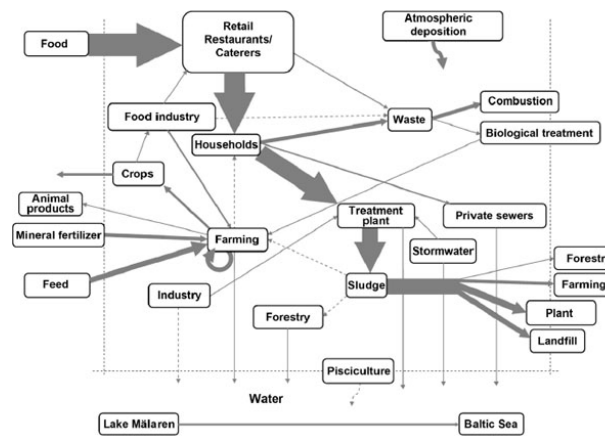 Food
Retail
Restaurants/
Caterers
Atmospheric
deposition
Food industry
Waste
Combustion
Biological treatment
Households
Crops
Animal
products
Mineral fertilizer
Farming
Treatment
plant
Private sewers
Stormwater
Feed
Industry
Sludge
Forestry
Farming
Plant
Landfill
Forestry
Pisciculture
Water
Lake Mälaren
Baltic Sea